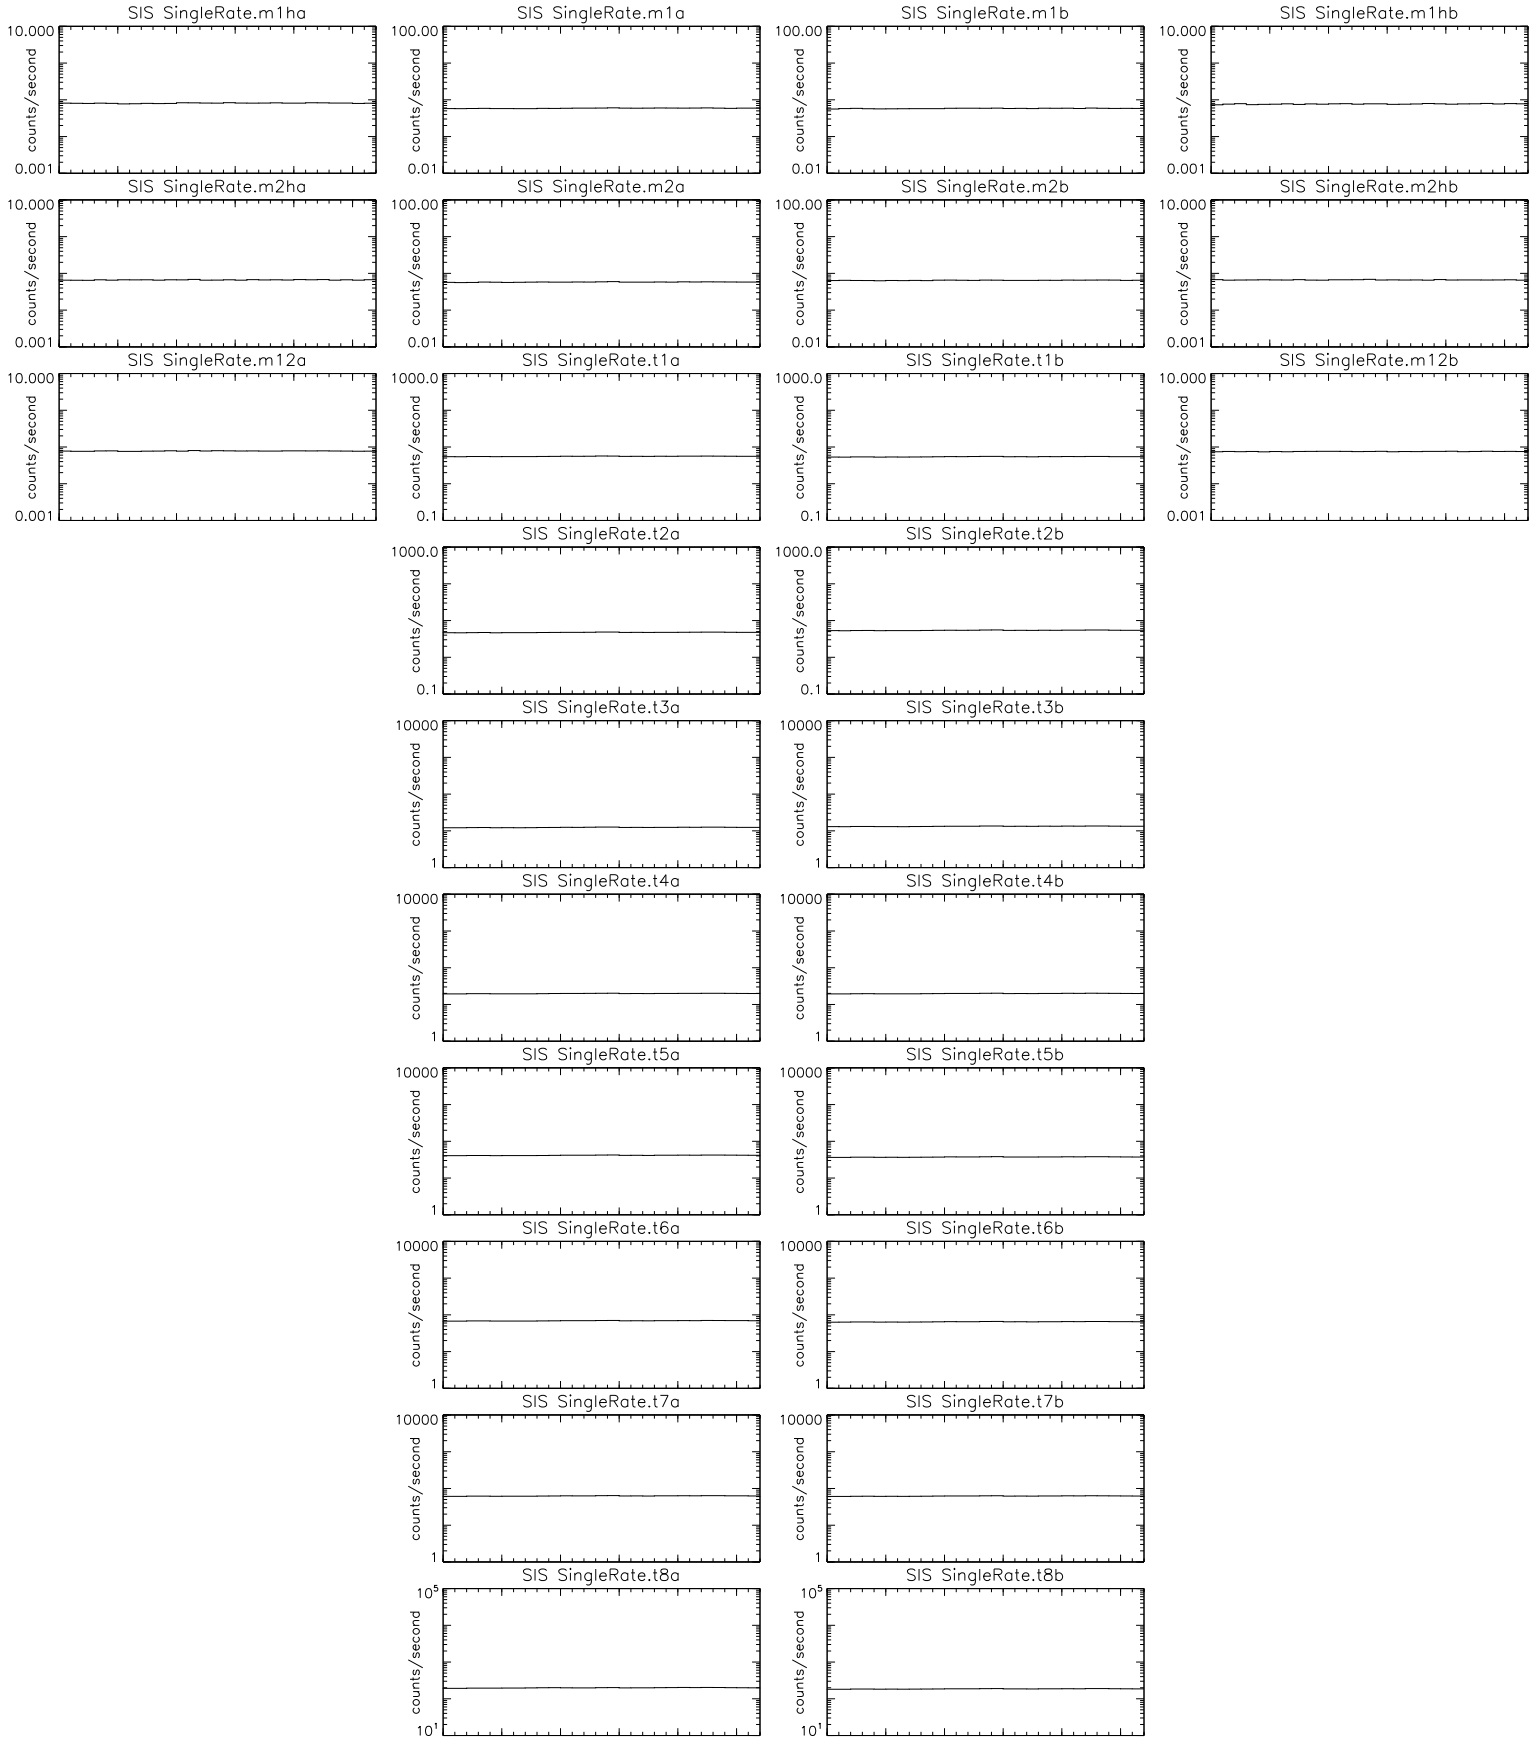 SIS SingleRate.m1ha
10.000
counts/second
0.001
SIS SingleRate.m1a
100.00
counts/second
0.01
SIS SingleRate.m1b
100.00
counts/second
0.01
SIS SingleRate.m1hb
10.000
counts/second
0.001
SIS SingleRate.m2ha
10.000
counts/second
0.001
SIS SingleRate.m2a
100.00
counts/second
0.01
SIS SingleRate.m2b
100.00
counts/second
0.01
SIS SingleRate.m2hb
10.000
counts/second
0.001
SIS SingleRate.m12a
10.000
counts/second
0.001
SIS SingleRate.t1a
1000.0
counts/second
0.1
SIS SingleRate.t1b
1000.0
counts/second
0.1
SIS SingleRate.m12b
10.000
counts/second
0.001
SIS SingleRate.t2a
1000.0
counts/second
0.1
SIS SingleRate.t2b
1000.0
counts/second
0.1
SIS SingleRate.t3a
10000
counts/second
1
SIS SingleRate.t3b
10000
counts/second
1
SIS SingleRate.t4a
10000
counts/second
1
SIS SingleRate.t4b
10000
counts/second
1
SIS SingleRate.t5a
10000
counts/second
1
SIS SingleRate.t5b
10000
counts/second
1
SIS SingleRate.t6a
10000
counts/second
1
SIS SingleRate.t6b
10000
counts/second
1
SIS SingleRate.t7a
10000
counts/second
1
SIS SingleRate.t7b
10000
counts/second
1
SIS SingleRate.t8a
10⁵
counts/second
10¹
SIS SingleRate.t8b
10⁵
counts/second
10¹